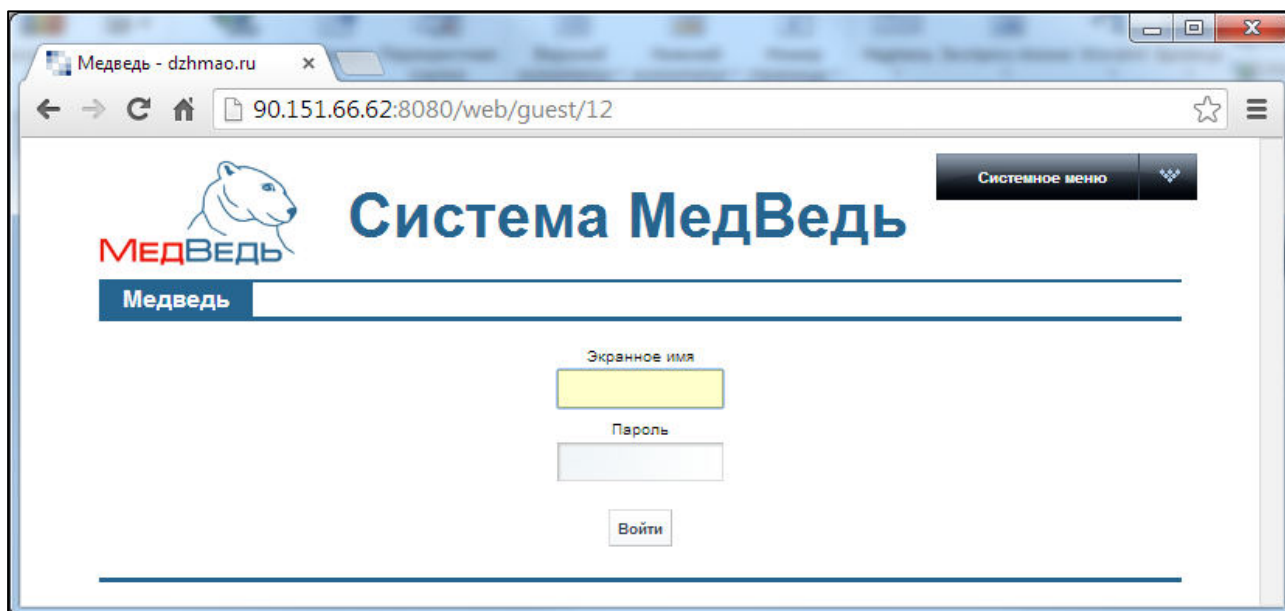 Медведь - dzhmao.ru
90.151.66.62:8080/web/guest/12
Системное меню
МЕДВЕДЬ
Система МедВедь
Медведь
Экранное имя
Пароль
Войти